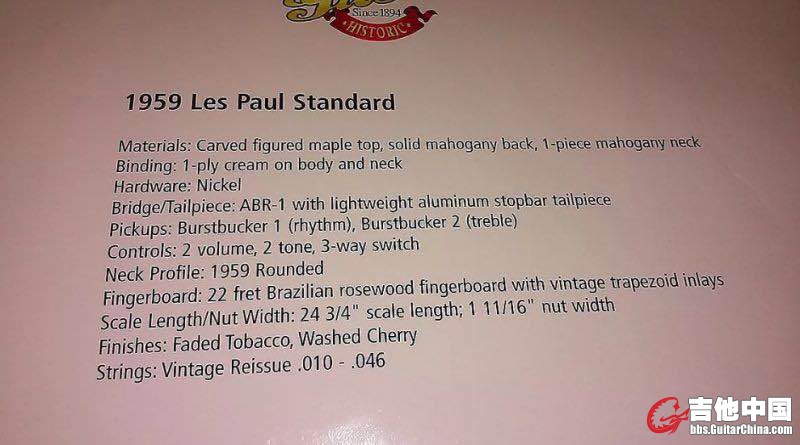 Since 1894
HISTORIC
1959 Les Paul Standard
Materials: Carved figured maple top, solid mahogany back, 1-piece mahogany neck
Binding: 1-ply cream on body and neck
Hardware: Nickel
Bridge/Tailpiece: ABR-1 with lightweight aluminum stopbar tailpiece
Pickups: Burstbucker 1 (rhythm), Burstbucker 2 (treble)
Controls: 2 volume, 2 tone, 3-way switch
Neck Profile: 1959 Rounded
Fingerboard: 22 fret Brazilian rosewood fingerboard with vintage trapezoid inlays
Scale Length/Nut Width: 24 3/4" scale length; 1 11/16" nut width
Finishes: Faded Tobacco, Washed Cherry
Strings: Vintage Reissue .010 - .046
吉他中国
bbs.GuitarChina.com